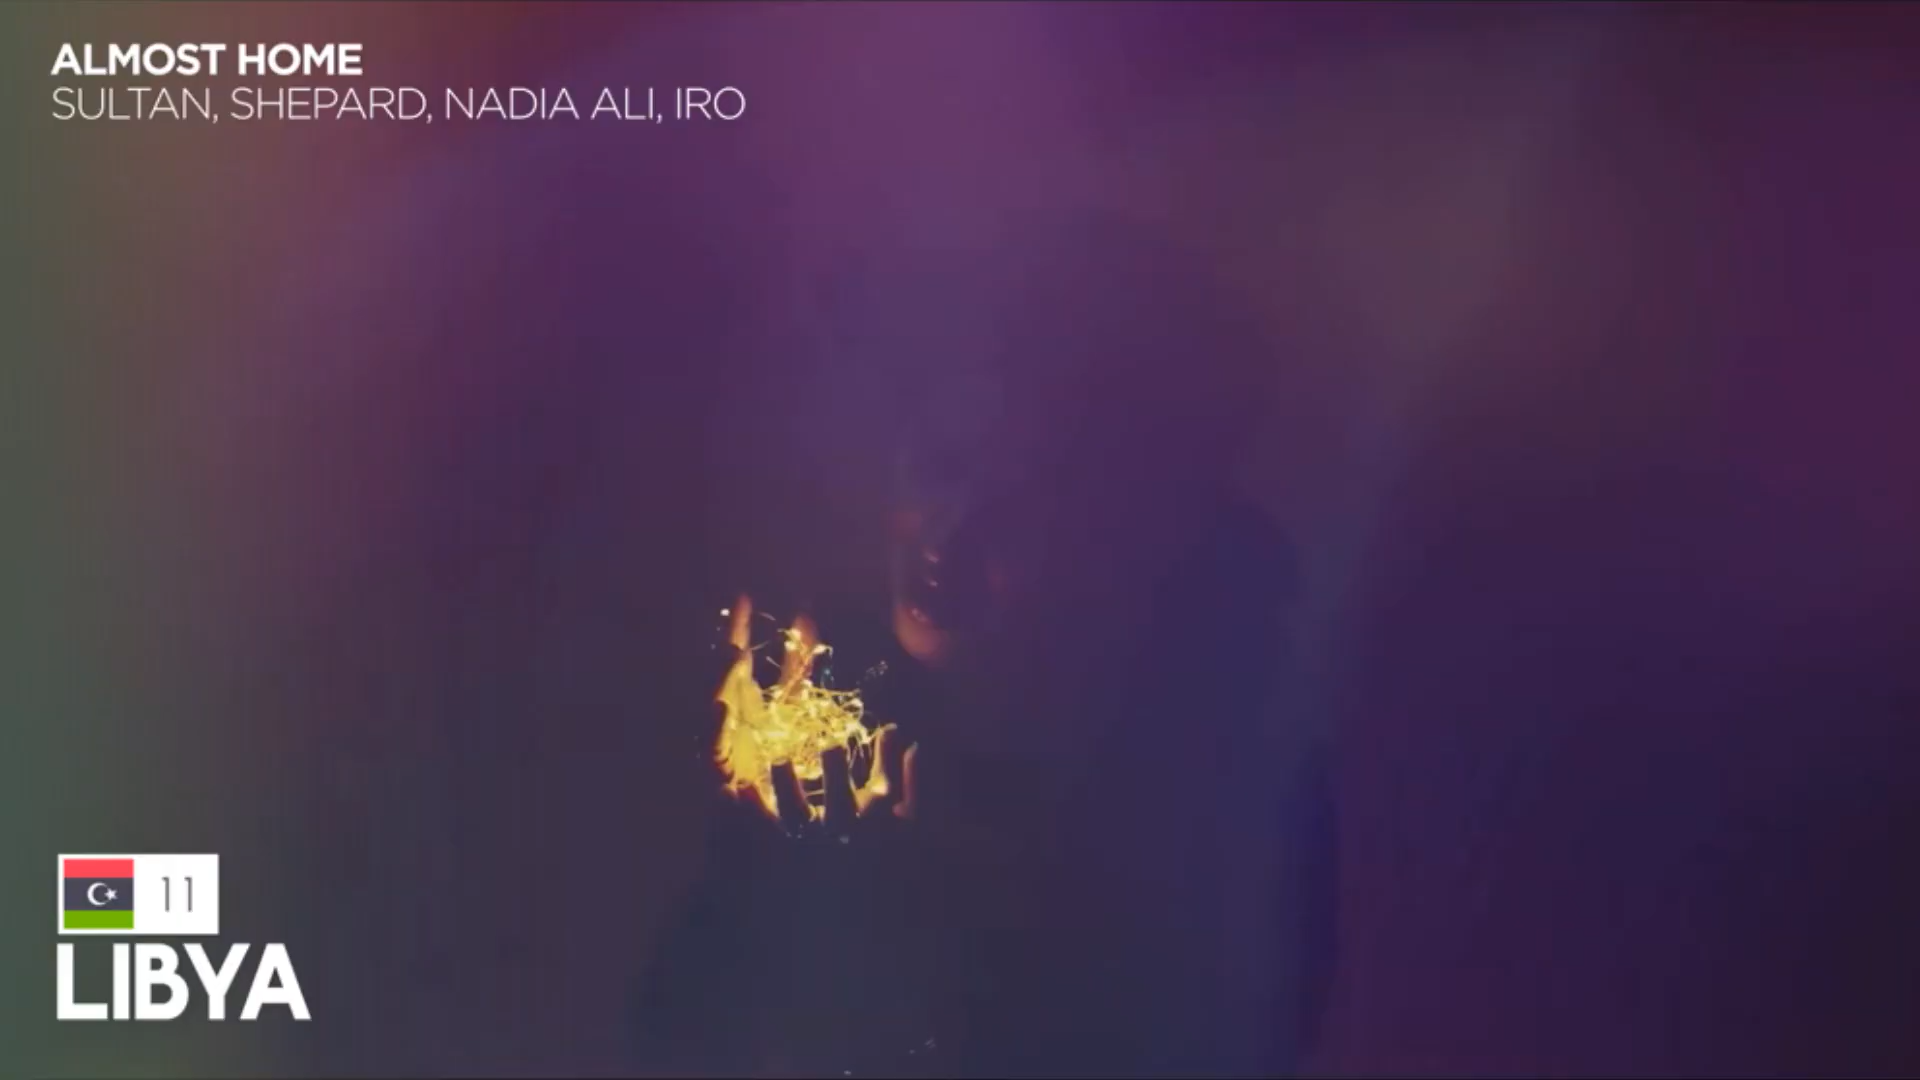 ALMOST HOME
SULTAN, SHEPARD, NADIA ALI, IRO
11
LIBYA